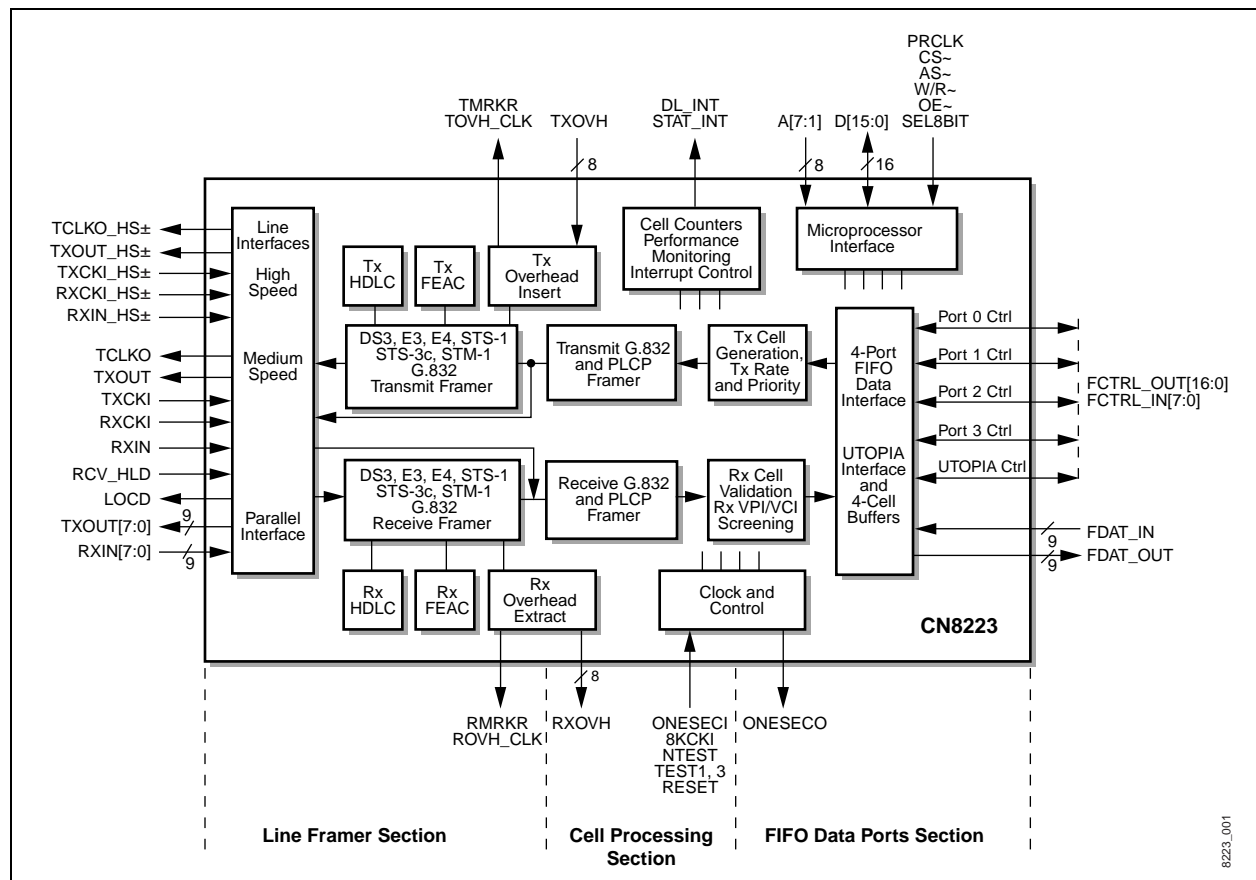 PRCLK
CS~
AS~
W/R~
OE~
SEL8BIT
TMRKR
TOVH_CLK
TXOVH
8
DL_INT
STAT_INT
A[7:1]
8
D[15:0]
16
TCLKO_HS±
TXOUT_HS±
TXCKI_HS±
RXCKI_HS±
RXIN_HS±
TCLKO
TXOUT
TXCKI
RXCKI
RXIN
RCV_HLD
LOCD
TXOUT[7:0]
9
RXIN[7:0]
9
Line
Interfaces
High
Speed
Medium
Speed
Parallel
Interface
Tx
HDLC
Tx
FEAC
Tx
Overhead
Insert
Cell Counters
Performance
Monitoring
Interrupt Control
Microprocessor
Interface
DS3, E3, E4, STS-1
STS-3c, STM-1
G.832
Transmit Framer
Transmit G.832
and PLCP
Framer
Tx Cell
Generation,
Tx Rate
and Priority
4-Port
FIFO
Data
Interface
UTOPIA
Interface
and
4-Cell
Buffers
Port 0 Ctrl
Port 1 Ctrl
Port 2 Ctrl
Port 3 Ctrl
UTOPIA Ctrl
FCTRL_OUT[16:0]
FCTRL_IN[7:0]
9
FDAT_IN
9
FDAT_OUT
DS3, E3, E4, STS-1
STS-3c, STM-1
G.832
Receive Framer
Receive G.832
and PLCP
Framer
Rx Cell
Validation
Rx VPI/VCI
Screening
Rx
HDLC
Rx
FEAC
Rx
Overhead
Extract
Clock and
Control
CN8223
8
RMRKR
ROVH_CLK
RXOVH
ONESECI
8KCKI
NTEST
TEST1, 3
RESET
ONESECO
Line Framer Section
Cell Processing
Section
FIFO Data Ports Section
8223_001